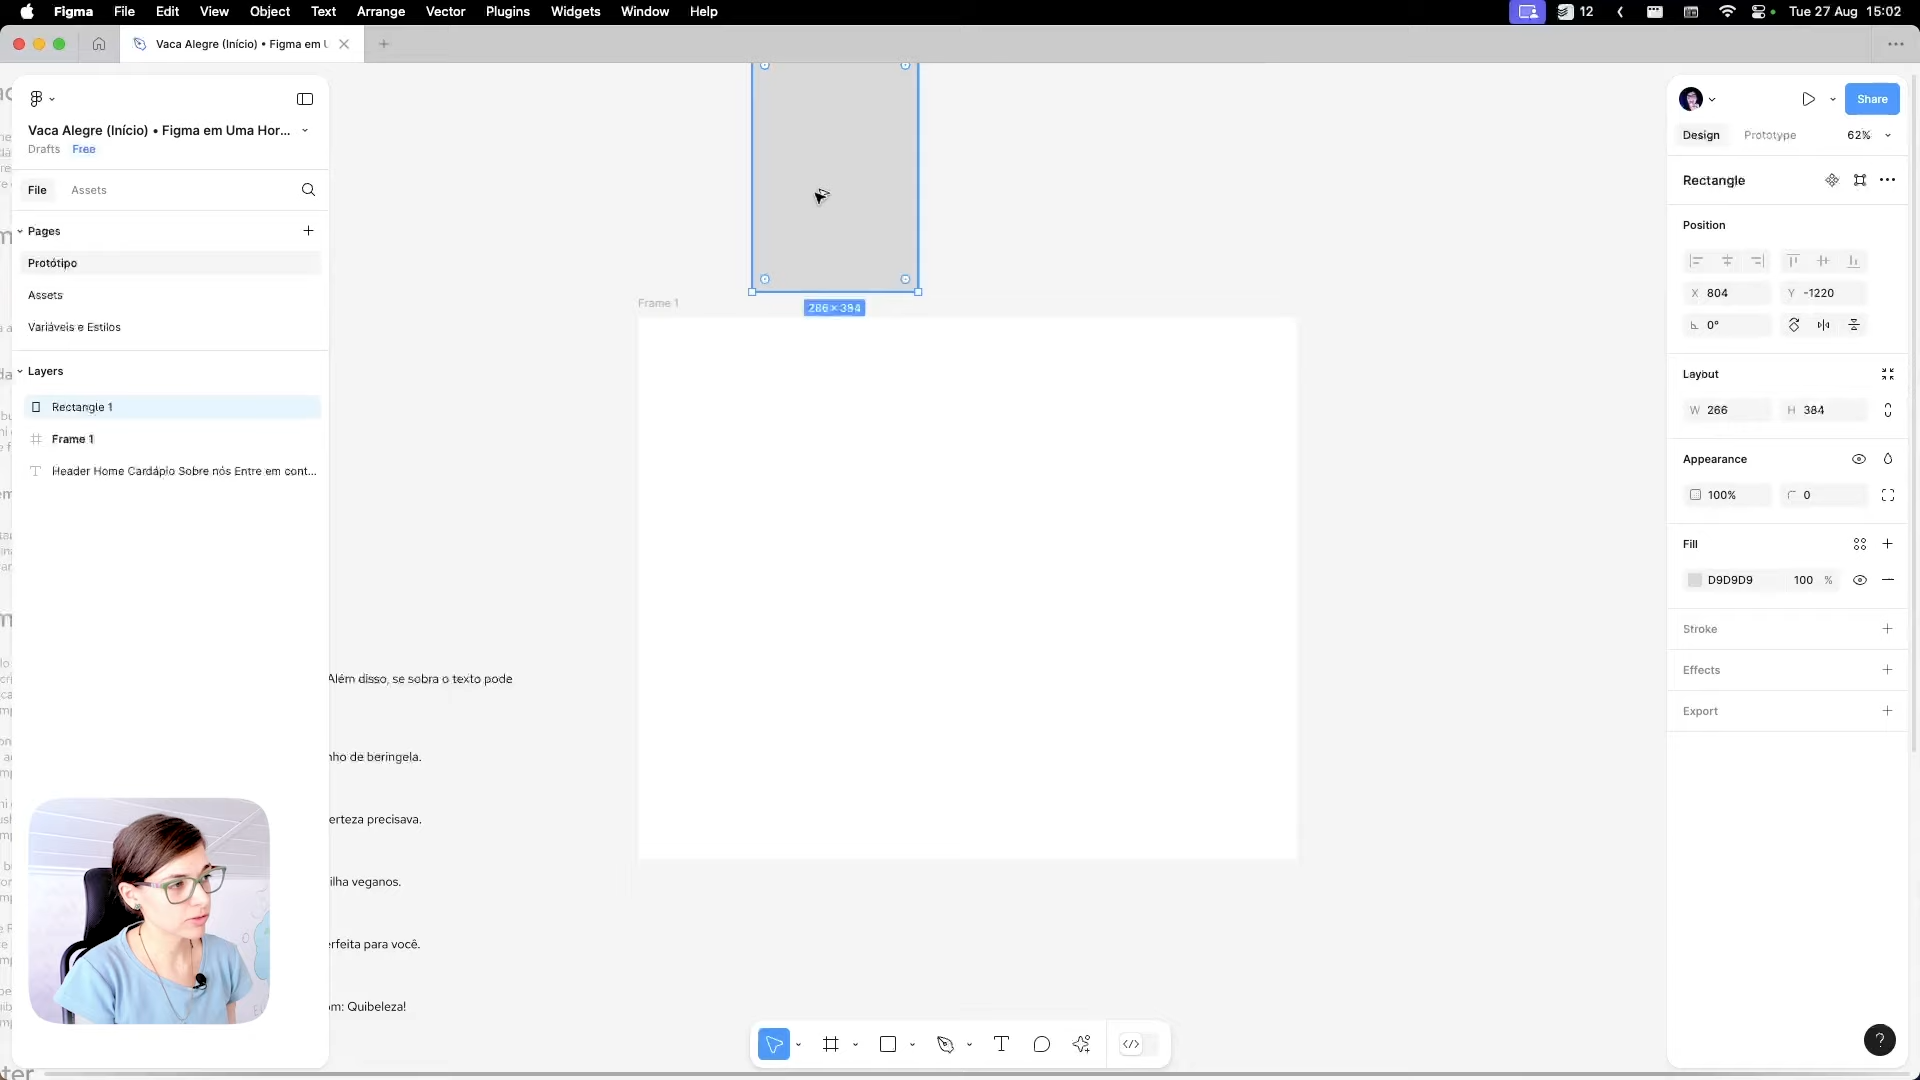 Figma File Edit Object Text Arrange Vector Plugins Widgets Window Help
View
12
Tue 27 Aug 15:02
Vaca Alegre (Início) • Figma em U
Vaca Alegre (Início) • Figma em Uma Hor...
Drafts Free
File Assets
Pages
Protótipo
Assets
Variáveis e Estilos
Layers
Rectangle 1
Frame 1
Header Home Cardápio Sobre nós Entre em cont...
Frame 1
266 × 384
Além disso, se sobra o texto pode
nho de beringela.
erteza precisava.
ilha veganos.
erfeita para você.
om: Quibeleza!
Share
Design Prototype 62%
Rectangle
Position
X 804 Y -1220
0°
Layout
W 266 H 384
Appearance
100% 0
Fill
D9D9D9 100 %
Stroke
Effects
Export
?